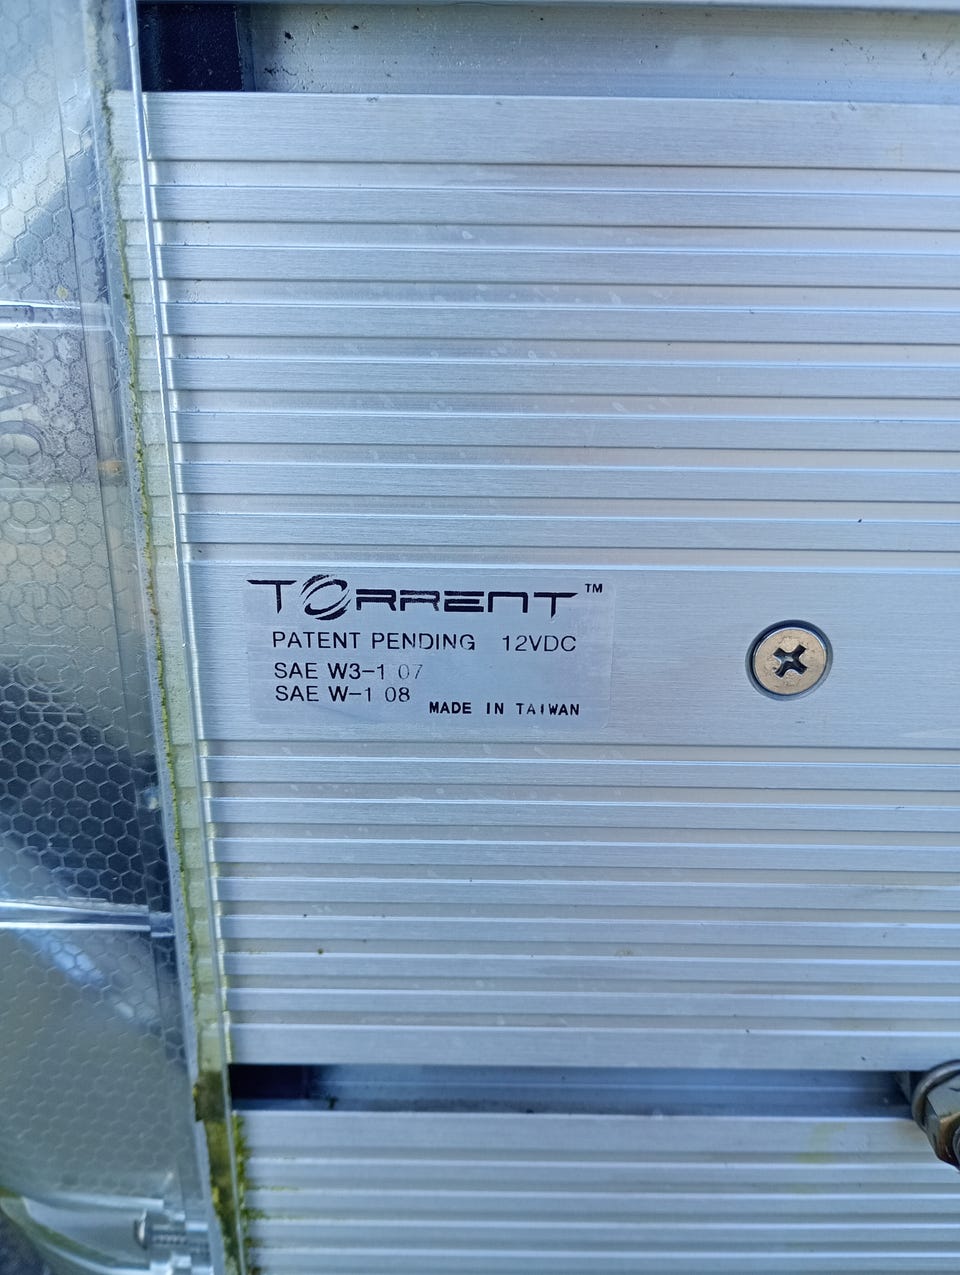 TORRENT™
PATENT PENDING 12VDC
SAE W3-1 07
SAE W-1 08
MADE IN TAIWAN